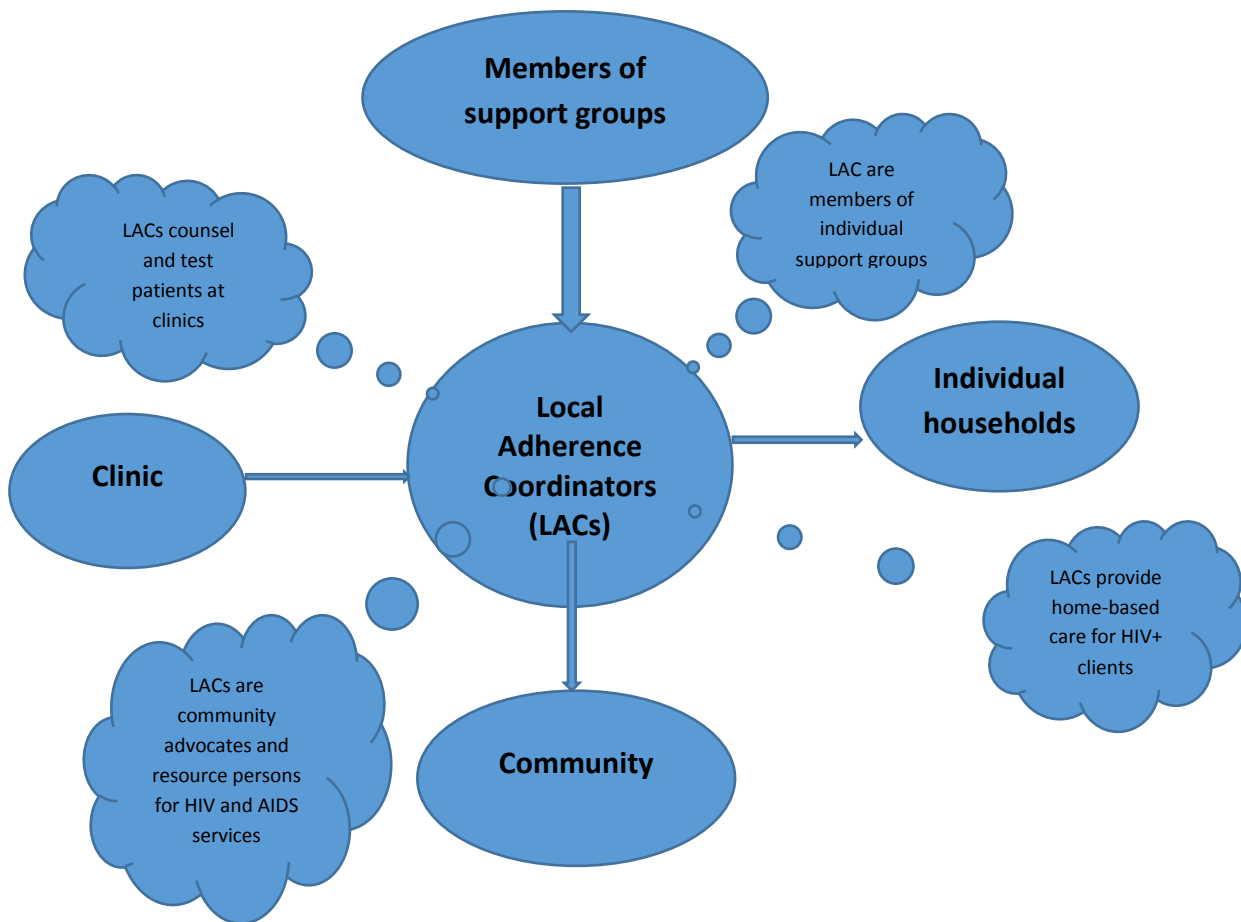 Members of
support groups
LAC are
members of
individual
support groups
LACs counsel
and test
patients at
clinics
Individual
households
Local
Adherence
Coordinators
(LACs)
Clinic
LACs provide
home-based
care for HIV+
clients
LACs are
community
advocates and
resource persons
for HIV and AIDS
services
Community